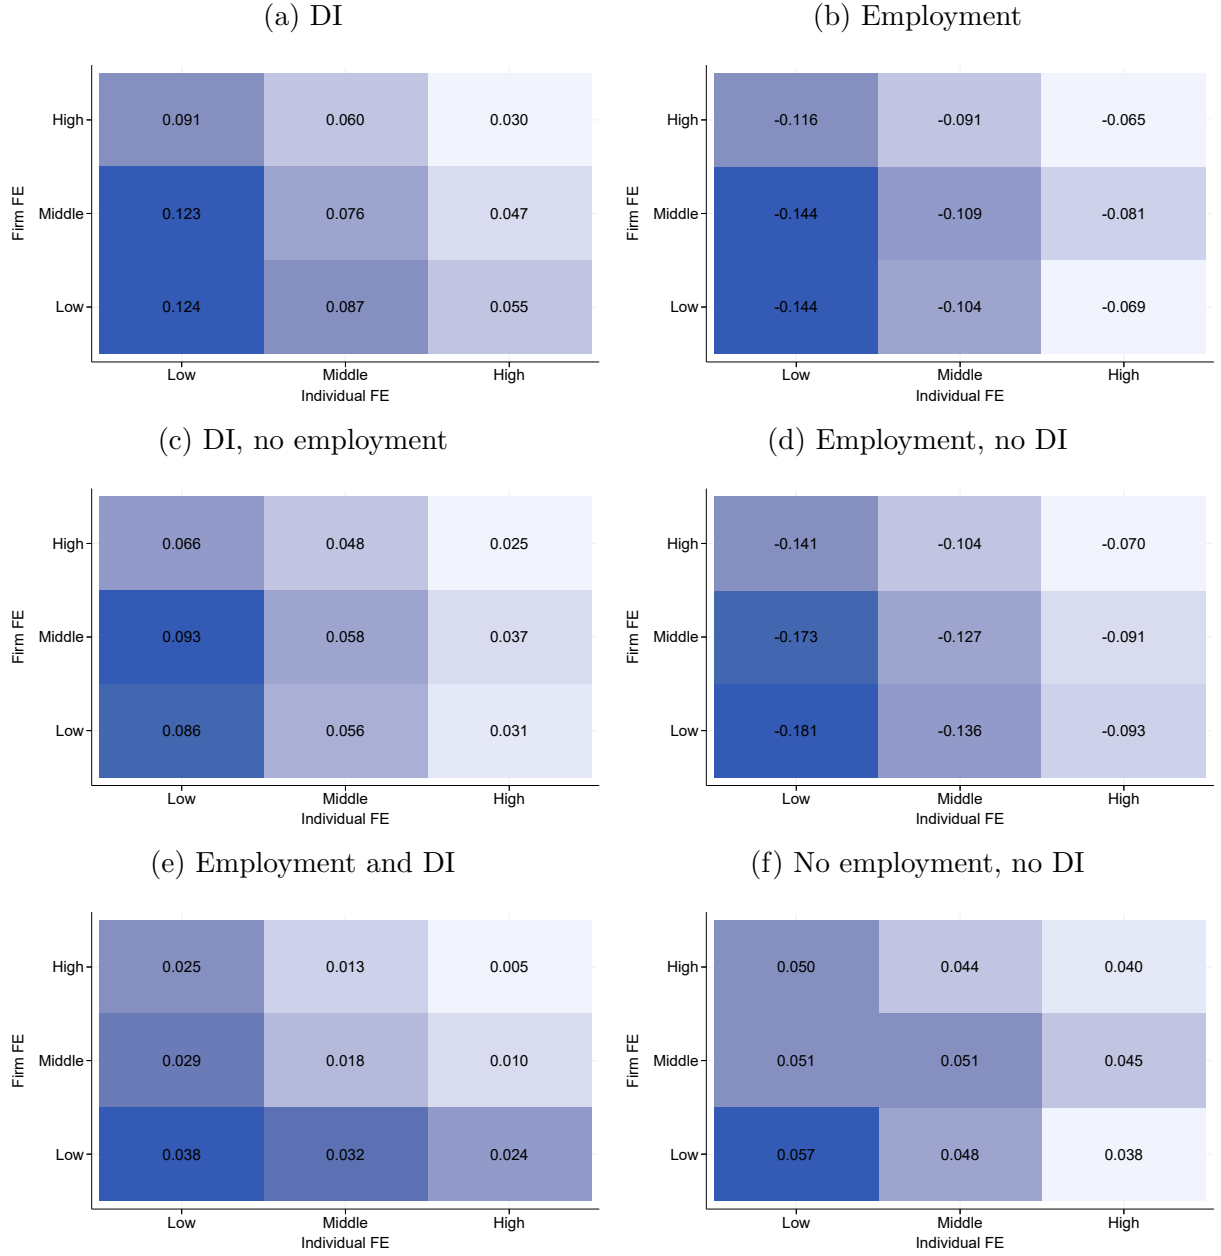 (a) DI
(b) Employment
High 0.091 0.060 0.030
Middle 0.123 0.076 0.047
Low 0.124 0.087 0.055
Low Middle High
Individual FE
Firm FE
High -0.116 -0.091 -0.065
Middle -0.144 -0.109 -0.081
Low -0.144 -0.104 -0.069
Low Middle High
Individual FE
Firm FE
(c) DI, no employment
(d) Employment, no DI
High 0.066 0.048 0.025
Middle 0.093 0.058 0.037
Low 0.086 0.056 0.031
Low Middle High
Individual FE
Firm FE
High -0.141 -0.104 -0.070
Middle -0.173 -0.127 -0.091
Low -0.181 -0.136 -0.093
Low Middle High
Individual FE
Firm FE
(e) Employment and DI
(f) No employment, no DI
High 0.025 0.013 0.005
Middle 0.029 0.018 0.010
Low 0.038 0.032 0.024
Low Middle High
Individual FE
Firm FE
High 0.050 0.044 0.040
Middle 0.051 0.051 0.045
Low 0.057 0.048 0.038
Low Middle High
Individual FE
Firm FE